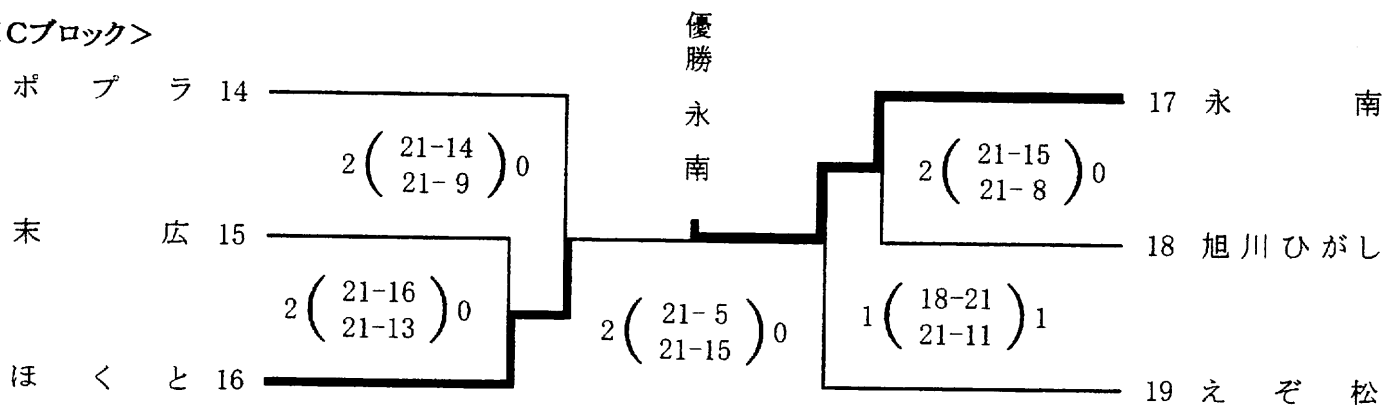 Cブロック>
優勝 永南
ポプラ 14
17 永南
2 ( 21-14 21- 9 ) 0
2 ( 21-15 21- 8 ) 0
末広 15
18 旭川ひがし
2 ( 21-16 21-13 ) 0
2 ( 21- 5 21-15 ) 0
1 ( 18-21 21-11 ) 1
ほくと 16
19 えぞ松